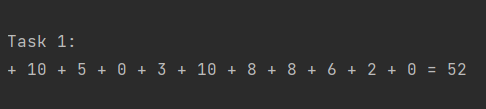 Task 1:
+ 10 + 5 + 0 + 3 + 10 + 8 + 8 + 6 + 2 + 0 = 52